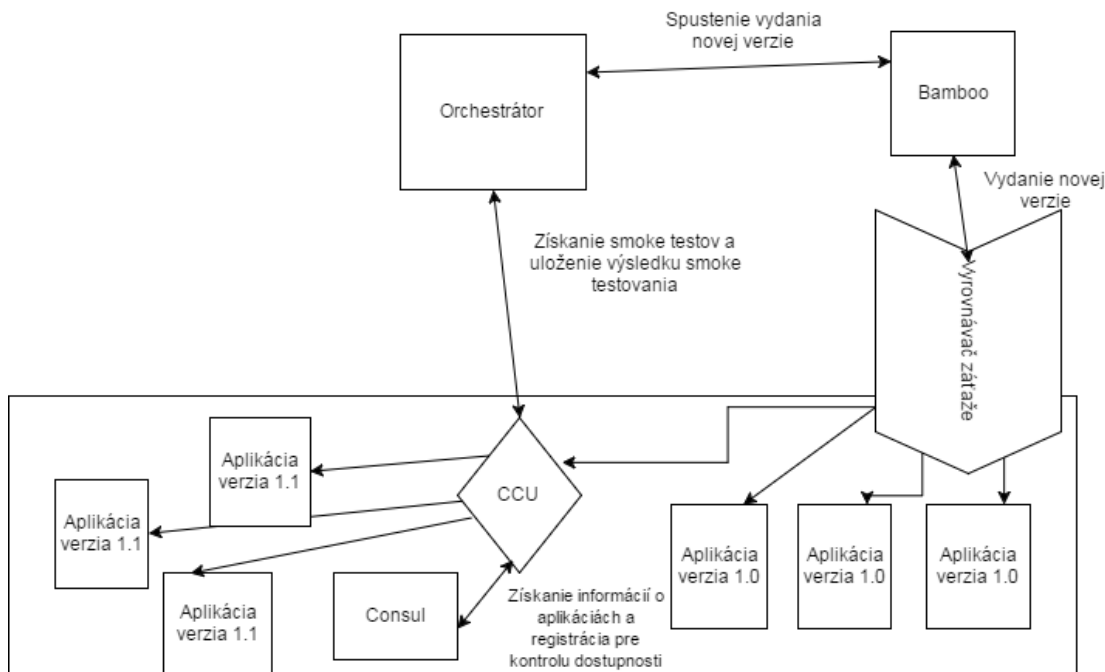 Spustenie vydania
novej verzie
Orchestrátor
Bamboo
Vydanie novej
verzie
Získanie smoke testov a
uloženie výsledku smoke
testovania
Vyrovnávač záťaže
Aplikácia
verzia 1.1
CCU
Aplikácia
verzia 1.1
Aplikácia
verzia 1.0
Aplikácia
verzia 1.0
Aplikácia
verzia 1.0
Aplikácia
verzia 1.1
Consul
Získanie informácií o
aplikáciách a
registrácia pre
kontrolu dostupnosti